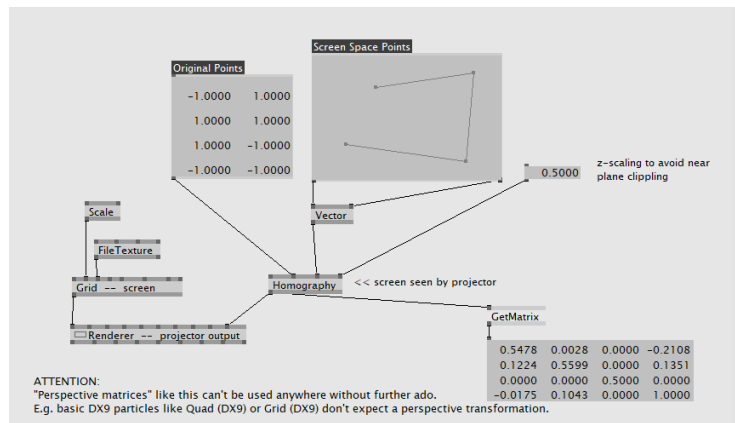 Screen Space Points
Original Points
-1.0000 1.0000
1.0000 1.0000
1.0000 -1.0000
-1.0000 -1.0000
0.5000
z-scaling to avoid near
plane clippling
Scale
Vector
FileTexture
Grid -- screen
Homography
<< screen seen by projector
GetMatrix
Renderer -- projector output
0.5478 0.0028 0.0000 -0.2108
0.1224 0.5599 0.0000 0.1351
0.0000 0.0000 0.5000 0.0000
-0.0175 0.1043 0.0000 1.0000
ATTENTION:
"Perspective matrices" like this can't be used anywhere without further ado.
E.g. basic DX9 particles like Quad (DX9) or Grid (DX9) don't expect a perspective transformation.